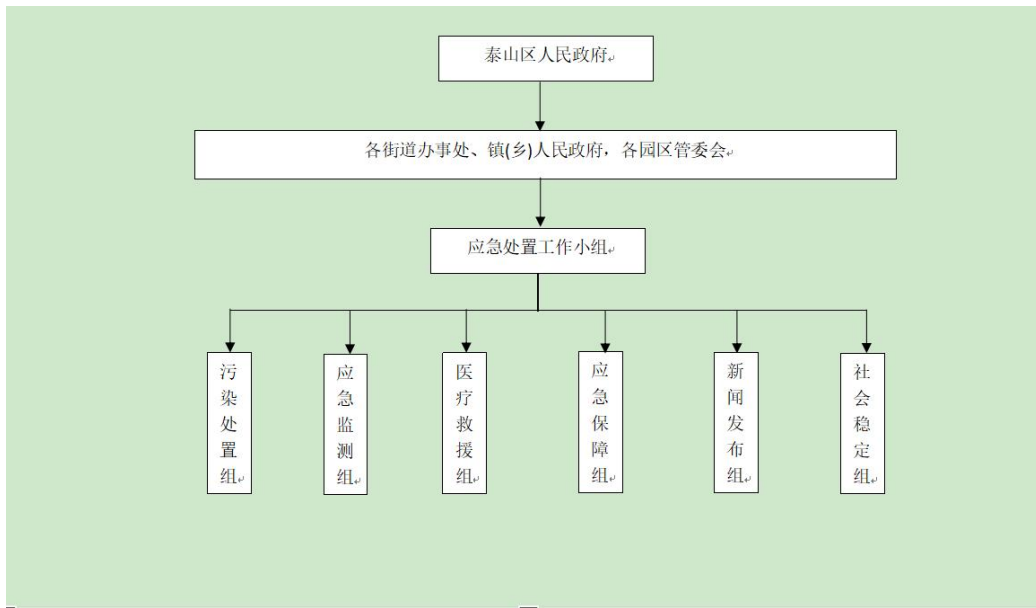 泰山区人民政府
各街道办事处、镇(乡)人民政府，各园区管委会
应急处置工作小组
污染处置组
应急监测组
医疗救援组
应急保障组
新闻发布组
社会稳定组